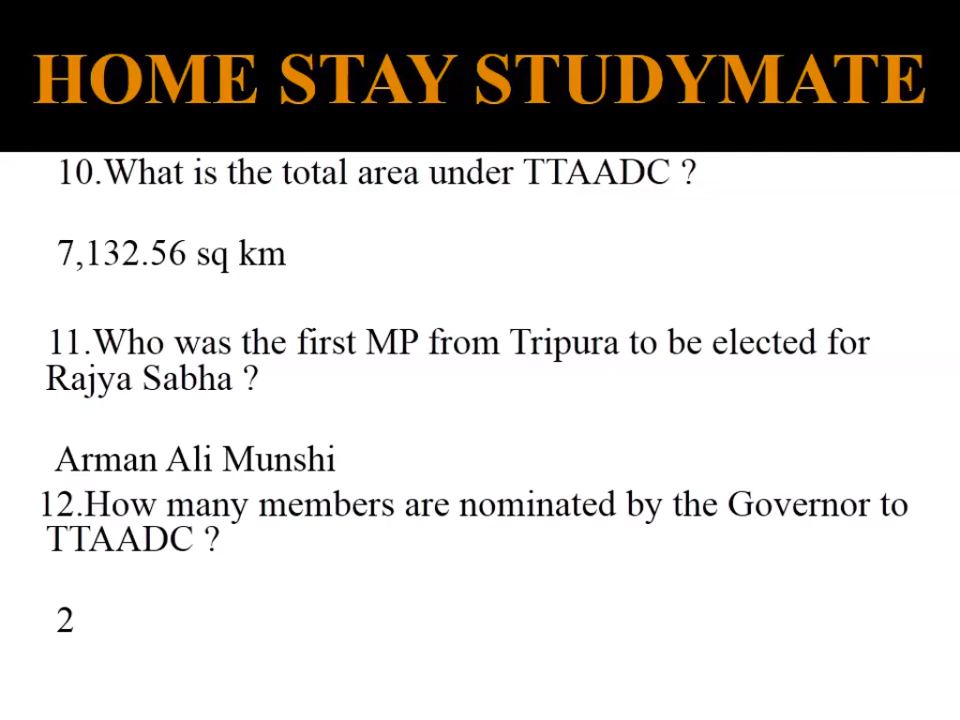 HOME STAY STUDYMATE
10.What is the total area under TTAADC ?
7,132.56 sq km
11.Who was the first MP from Tripura to be elected for
Rajya Sabha ?
Arman Ali Munshi
12.How many members are nominated by the Governor to
TTAADC ?
2